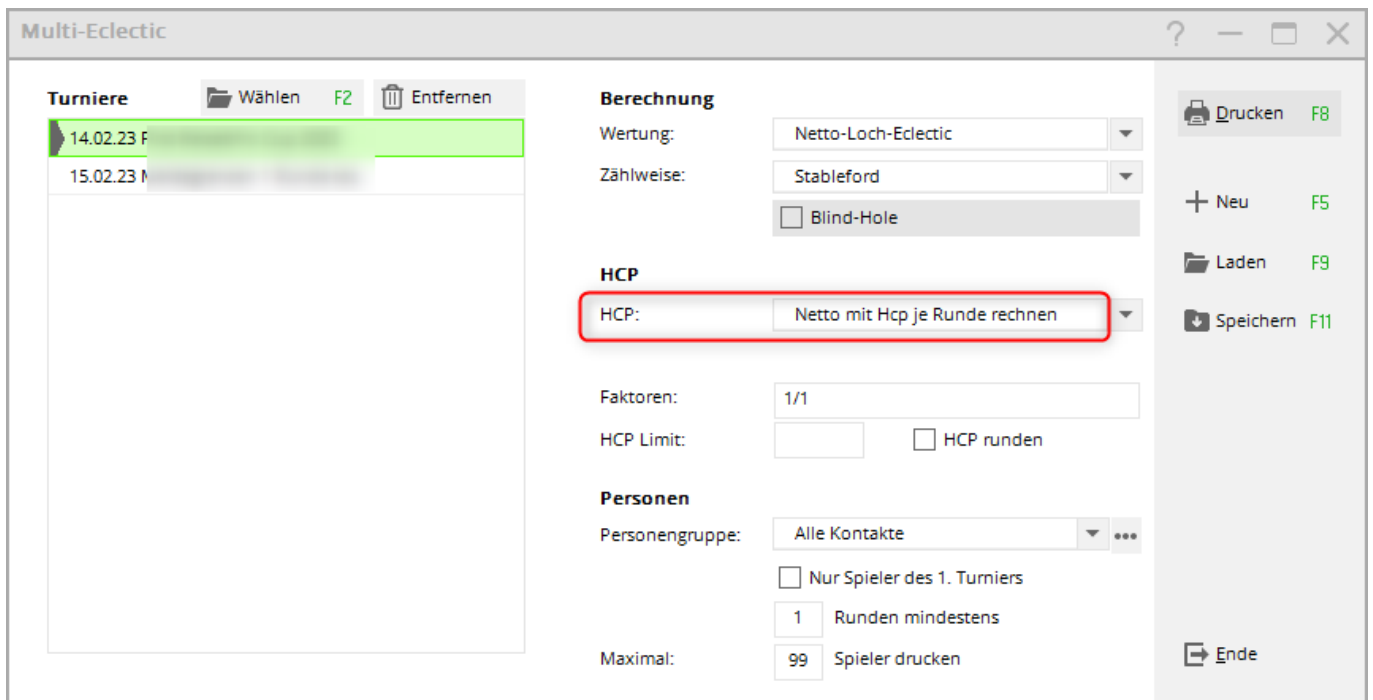 Multi-Eclectic
Turniere
Wählen F2
Entfernen
14.02.23
15.02.23
Berechnung
Wertung: Netto-Loch-Eclectic
Zählweise: Stableford
Blind-Hole
HCP
HCP: Netto mit Hcp je Runde rechnen
Faktoren: 1/1
HCP Limit:
HCP runden
Personen
Personengruppe: Alle Kontakte
Nur Spieler des 1. Turniers
1 Runden mindestens
Maximal: 99 Spieler drucken
Drucken F8
Neu F5
Laden F9
Speichern F11
Ende